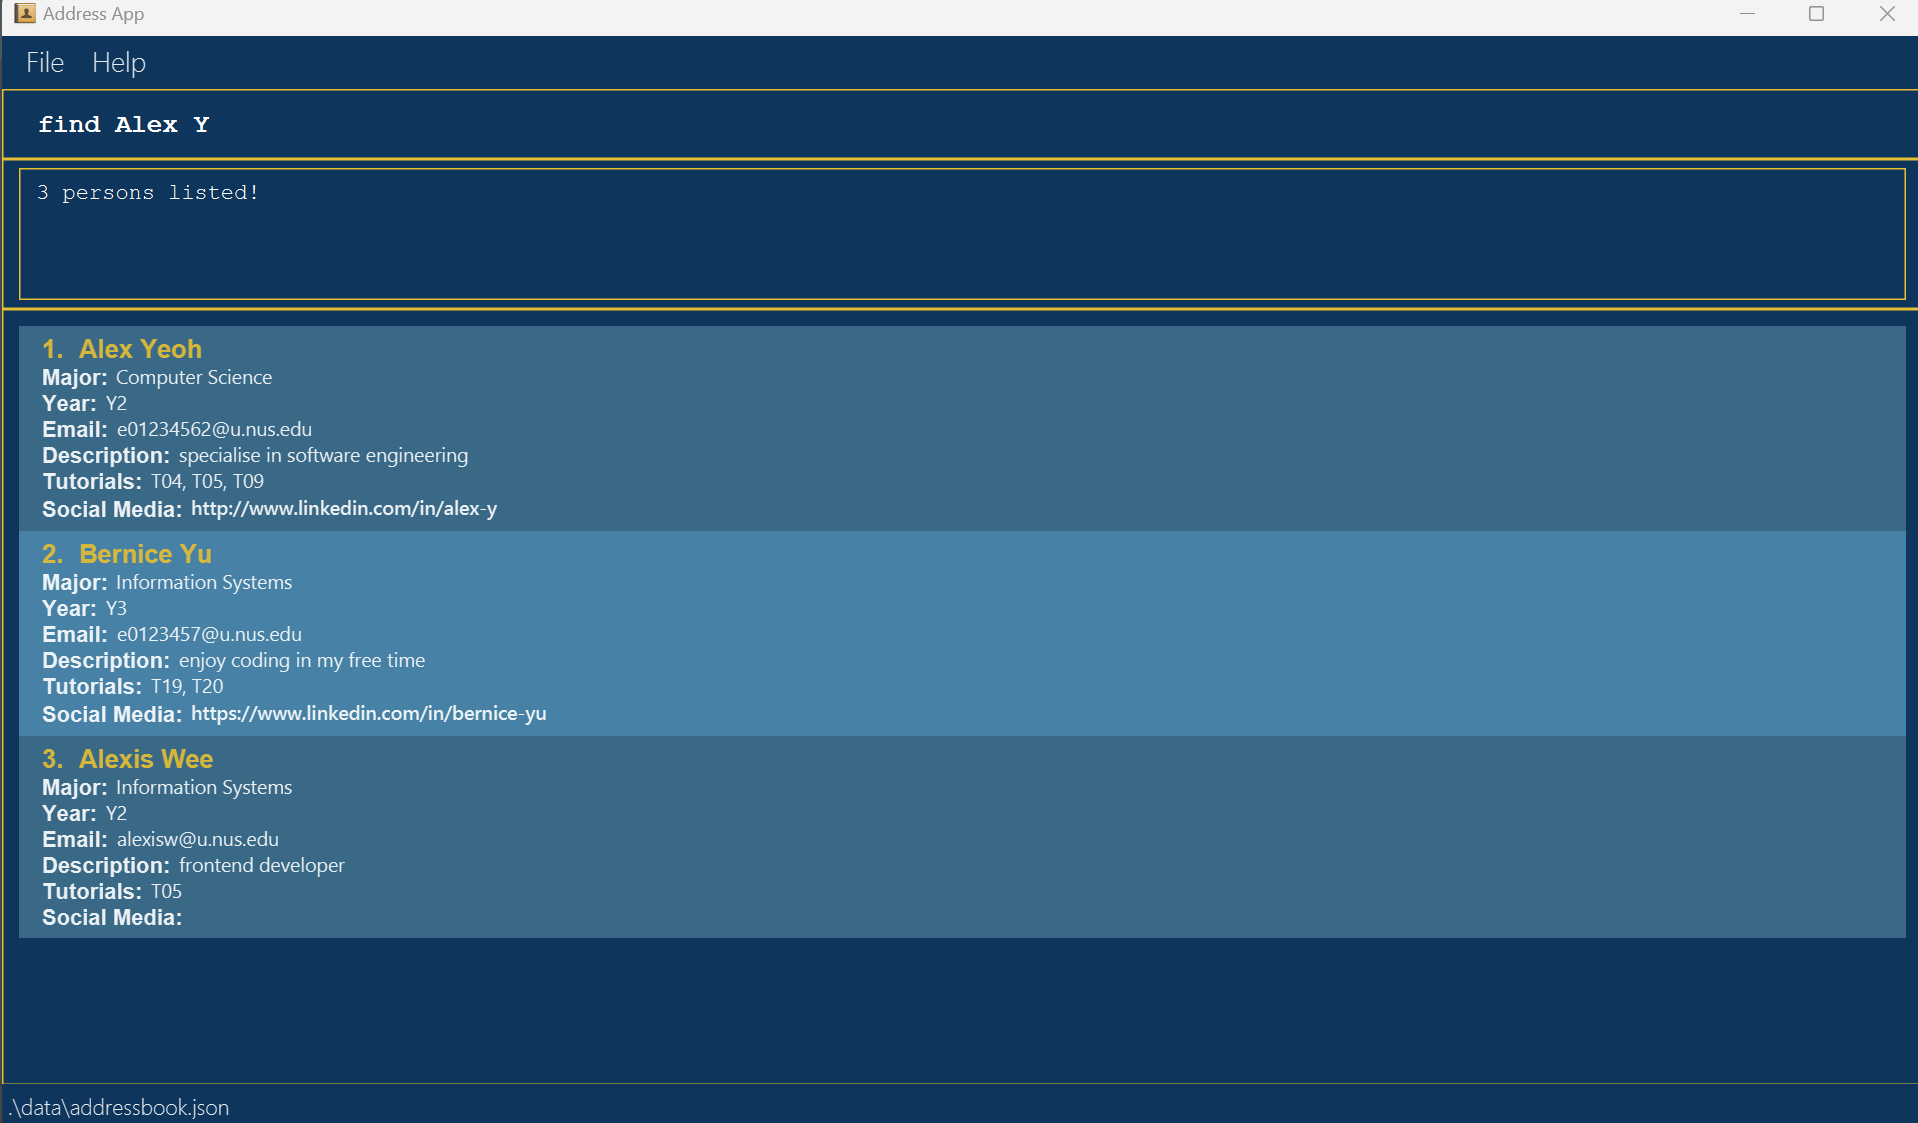 Address App
File Help
find Alex Y
3 persons listed!
1. Alex Yeoh
Major: Computer Science
Year: Y2
Email: e01234562@u.nus.edu
Description: specialise in software engineering
Tutorials: T04, T05, T09
Social Media: http://www.linkedin.com/in/alex-y
2. Bernice Yu
Major: Information Systems
Year: Y3
Email: e0123457@u.nus.edu
Description: enjoy coding in my free time
Tutorials: T19, T20
Social Media: https://www.linkedin.com/in/bernice-yu
3. Alexis Wee
Major: Information Systems
Year: Y2
Email: alexisw@u.nus.edu
Description: frontend developer
Tutorials: T05
Social Media:
.\data\addressbook.json